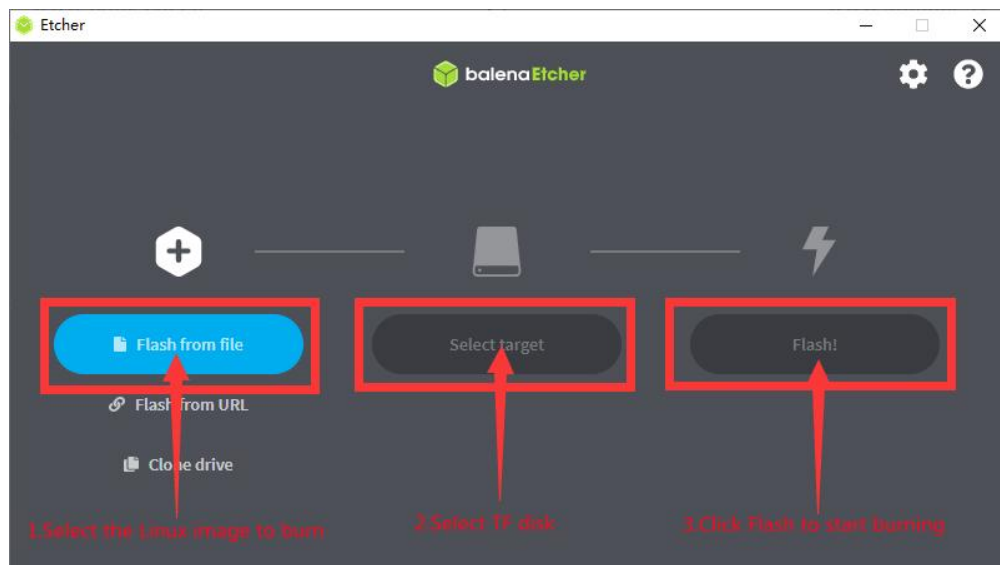 Etcher
balenaEtcher
Flash from file
Select target
Flash!
Flash from URL
Clone drive
1.Select the Linux image to burn
2.Select TF disk
3.Click Flash to start burning